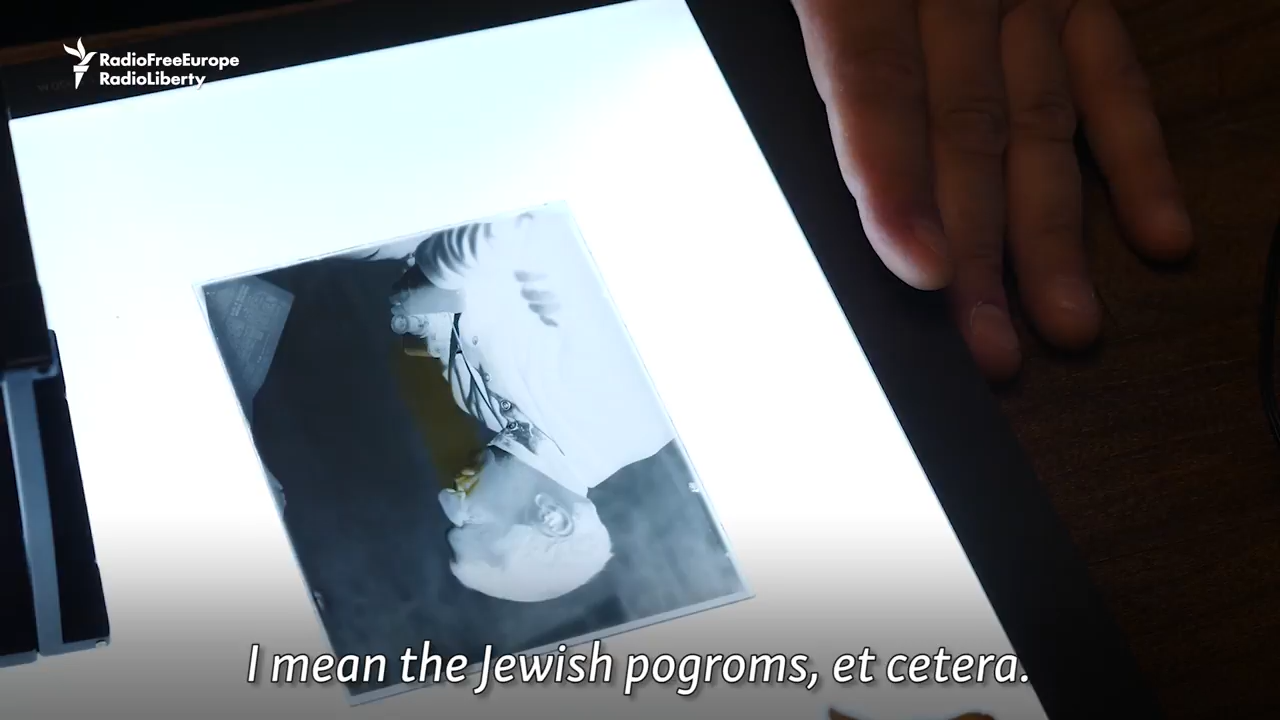 RadioFreeEurope
RadioLiberty
I mean the Jewish pogroms, et cetera.